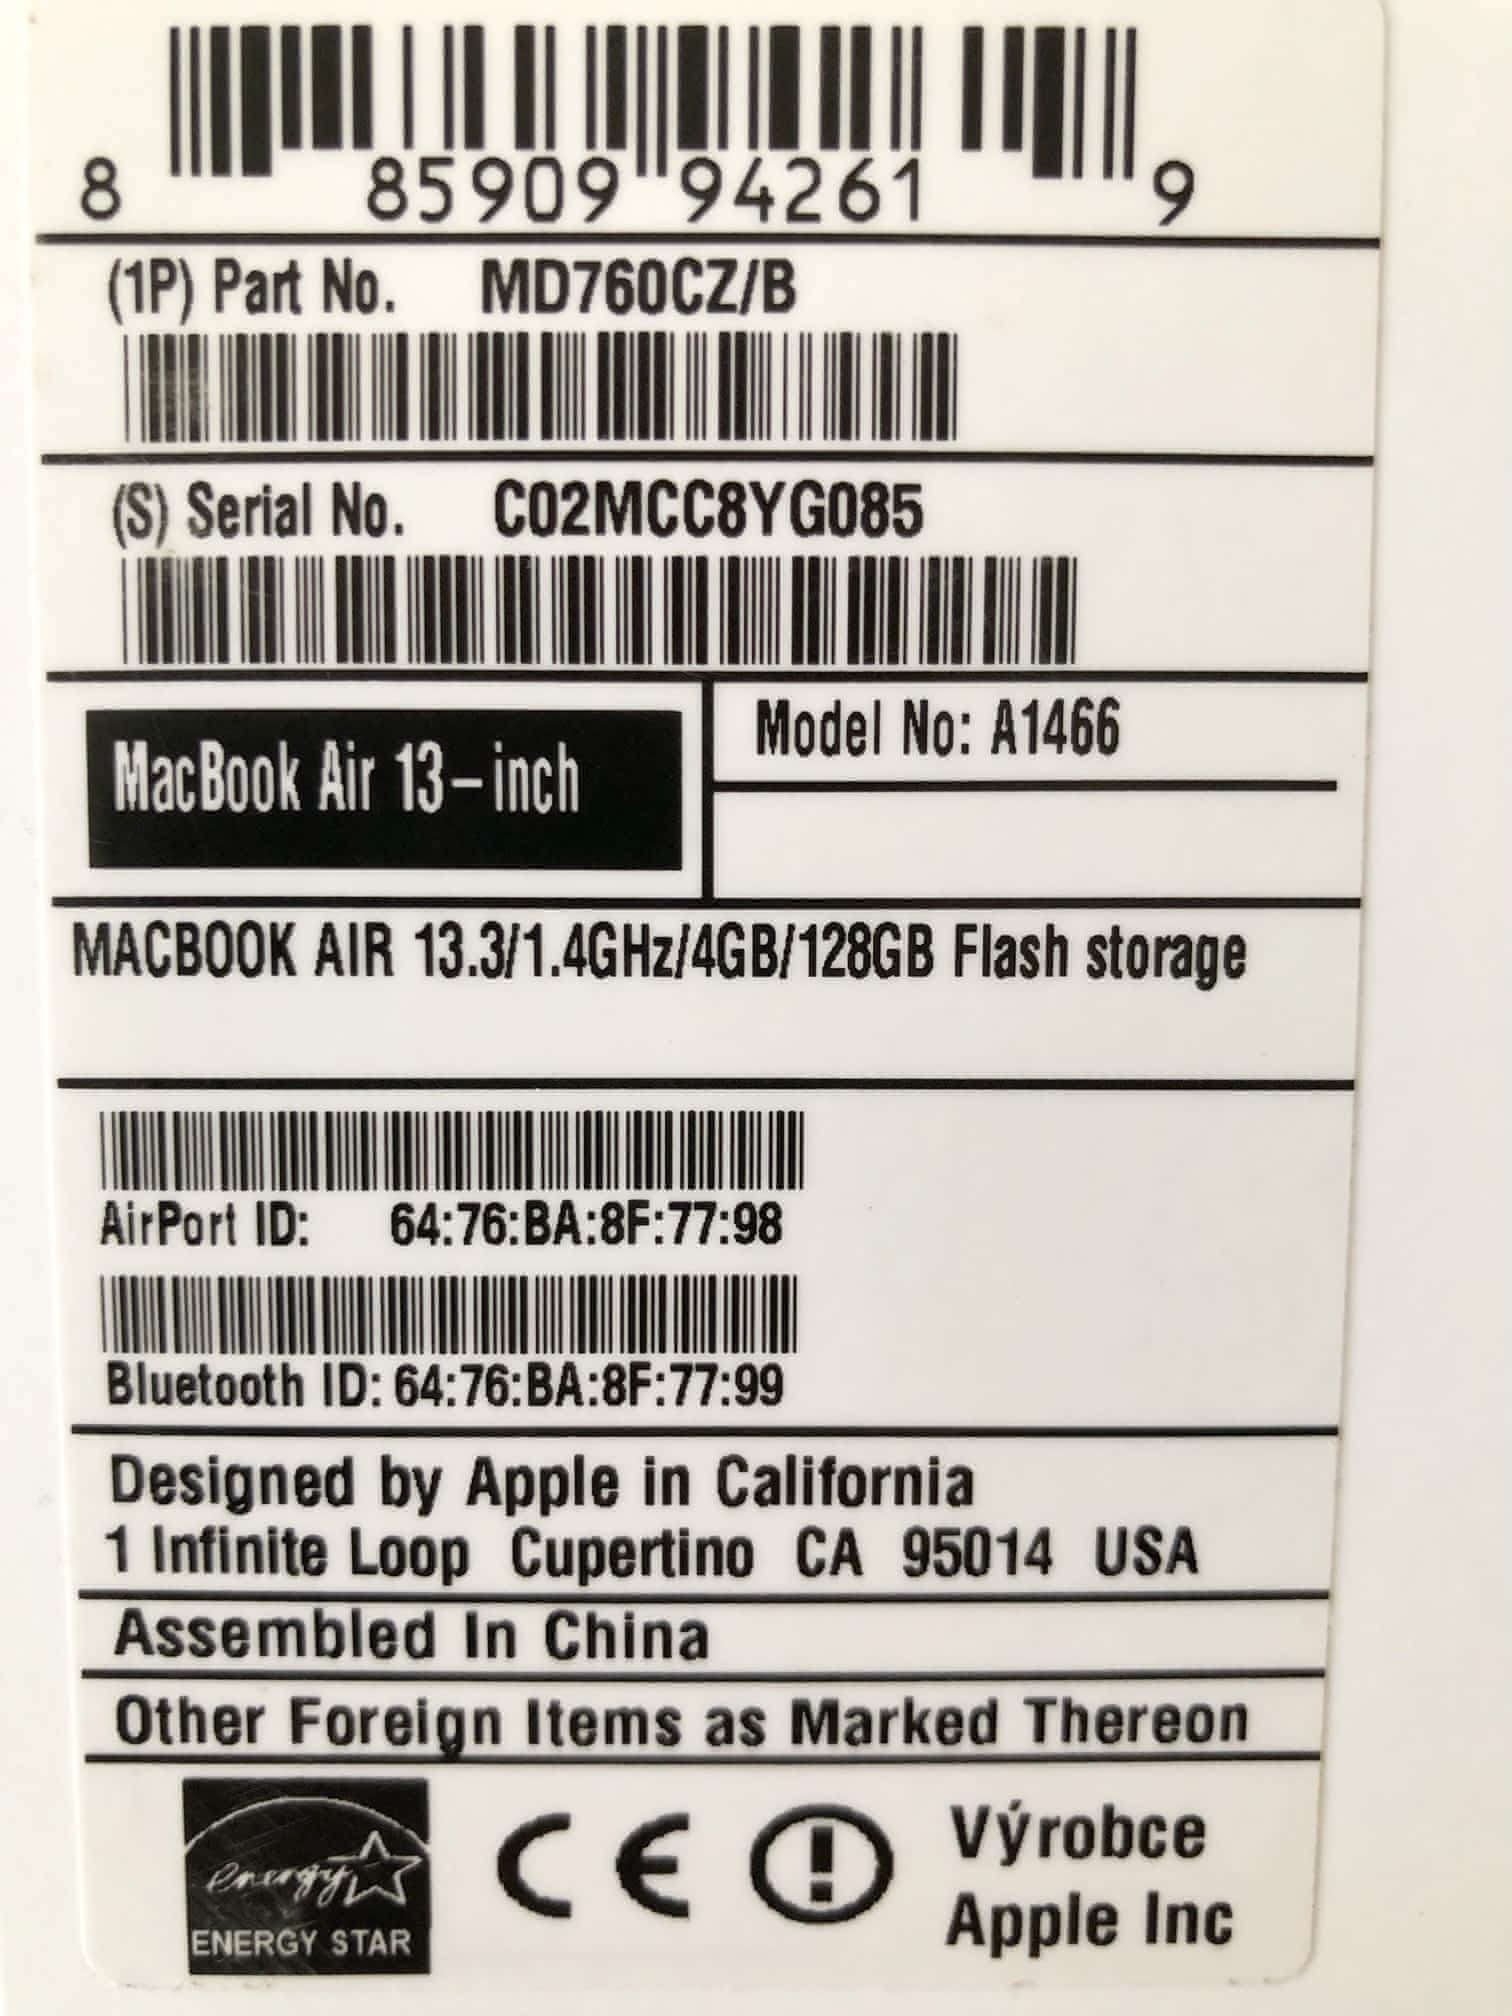 8 85909 94261 9
(1P) Part No. MD760CZ/B
(S) Serial No. C02MCC8YG085
MacBook Air 13-inch
Model No: A1466
MACBOOK AIR 13.3/1.4GHz/4GB/128GB Flash storage
AirPort ID: 64:76:BA:8F:77:98
Bluetooth ID: 64:76:BA:8F:77:99
Designed by Apple in California
1 Infinite Loop Cupertino CA 95014 USA
Assembled In China
Other Foreign Items as Marked Thereon
energy
ENERGY STAR
CE
Výrobce
Apple Inc